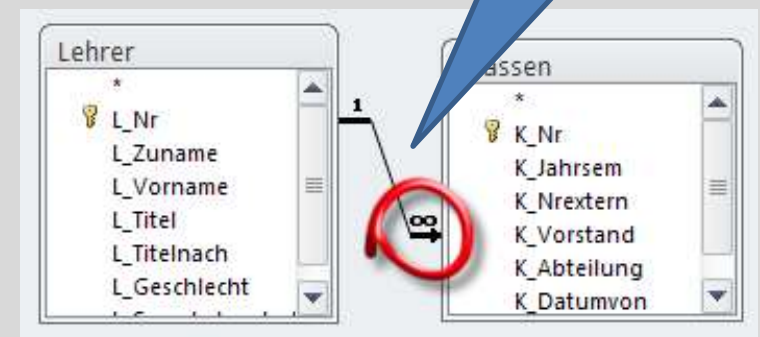 Lehrer
*
L_Nr
L_Zuname
L_Vorname
L_Titel
L_Titelnach
L_Geschlecht
1
∞
assen
*
K_Nr
K_Jahrsem
K_Nrextern
K_Vorstand
K_Abteilung
K_Datumvon